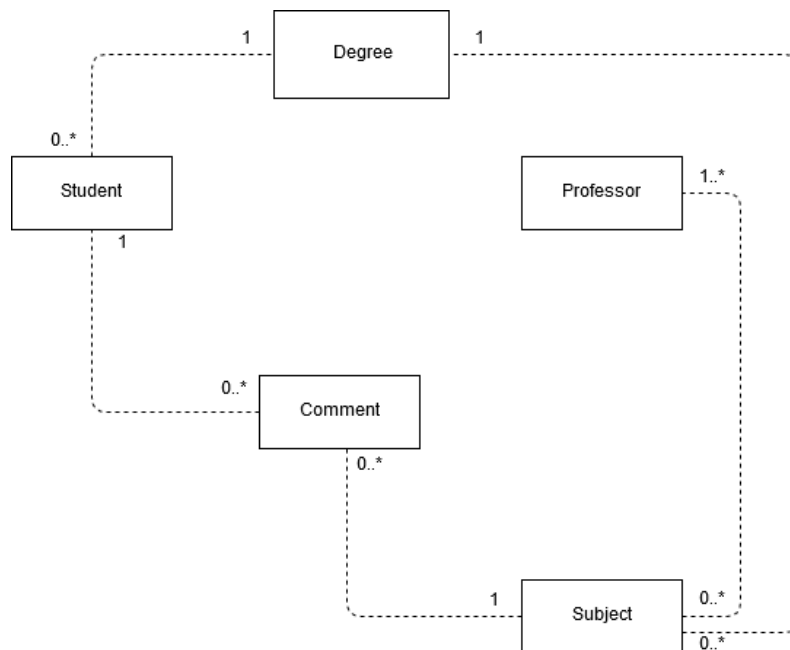 1
Degree
1
0..*
Student
1
Professor
1..*
0..*
Comment
0..*
1
Subject
0..*
0..*